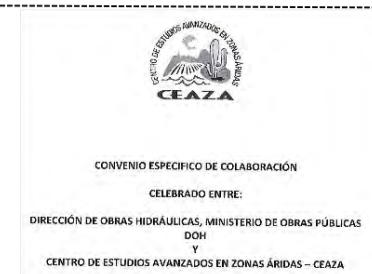 CENTRO DE ESTUDIOS AVANZADOS EN ZONAS ÁRIDAS
CEAZA
CONVENIO ESPECIFICO DE COLABORACIÓN
CELEBRADO ENTRE:
DIRECCIÓN DE OBRAS HIDRÁULICAS, MINISTERIO DE OBRAS PÚBLICAS
DOH
Y
CENTRO DE ESTUDIOS AVANZADOS EN ZONAS ÁRIDAS – CEAZA